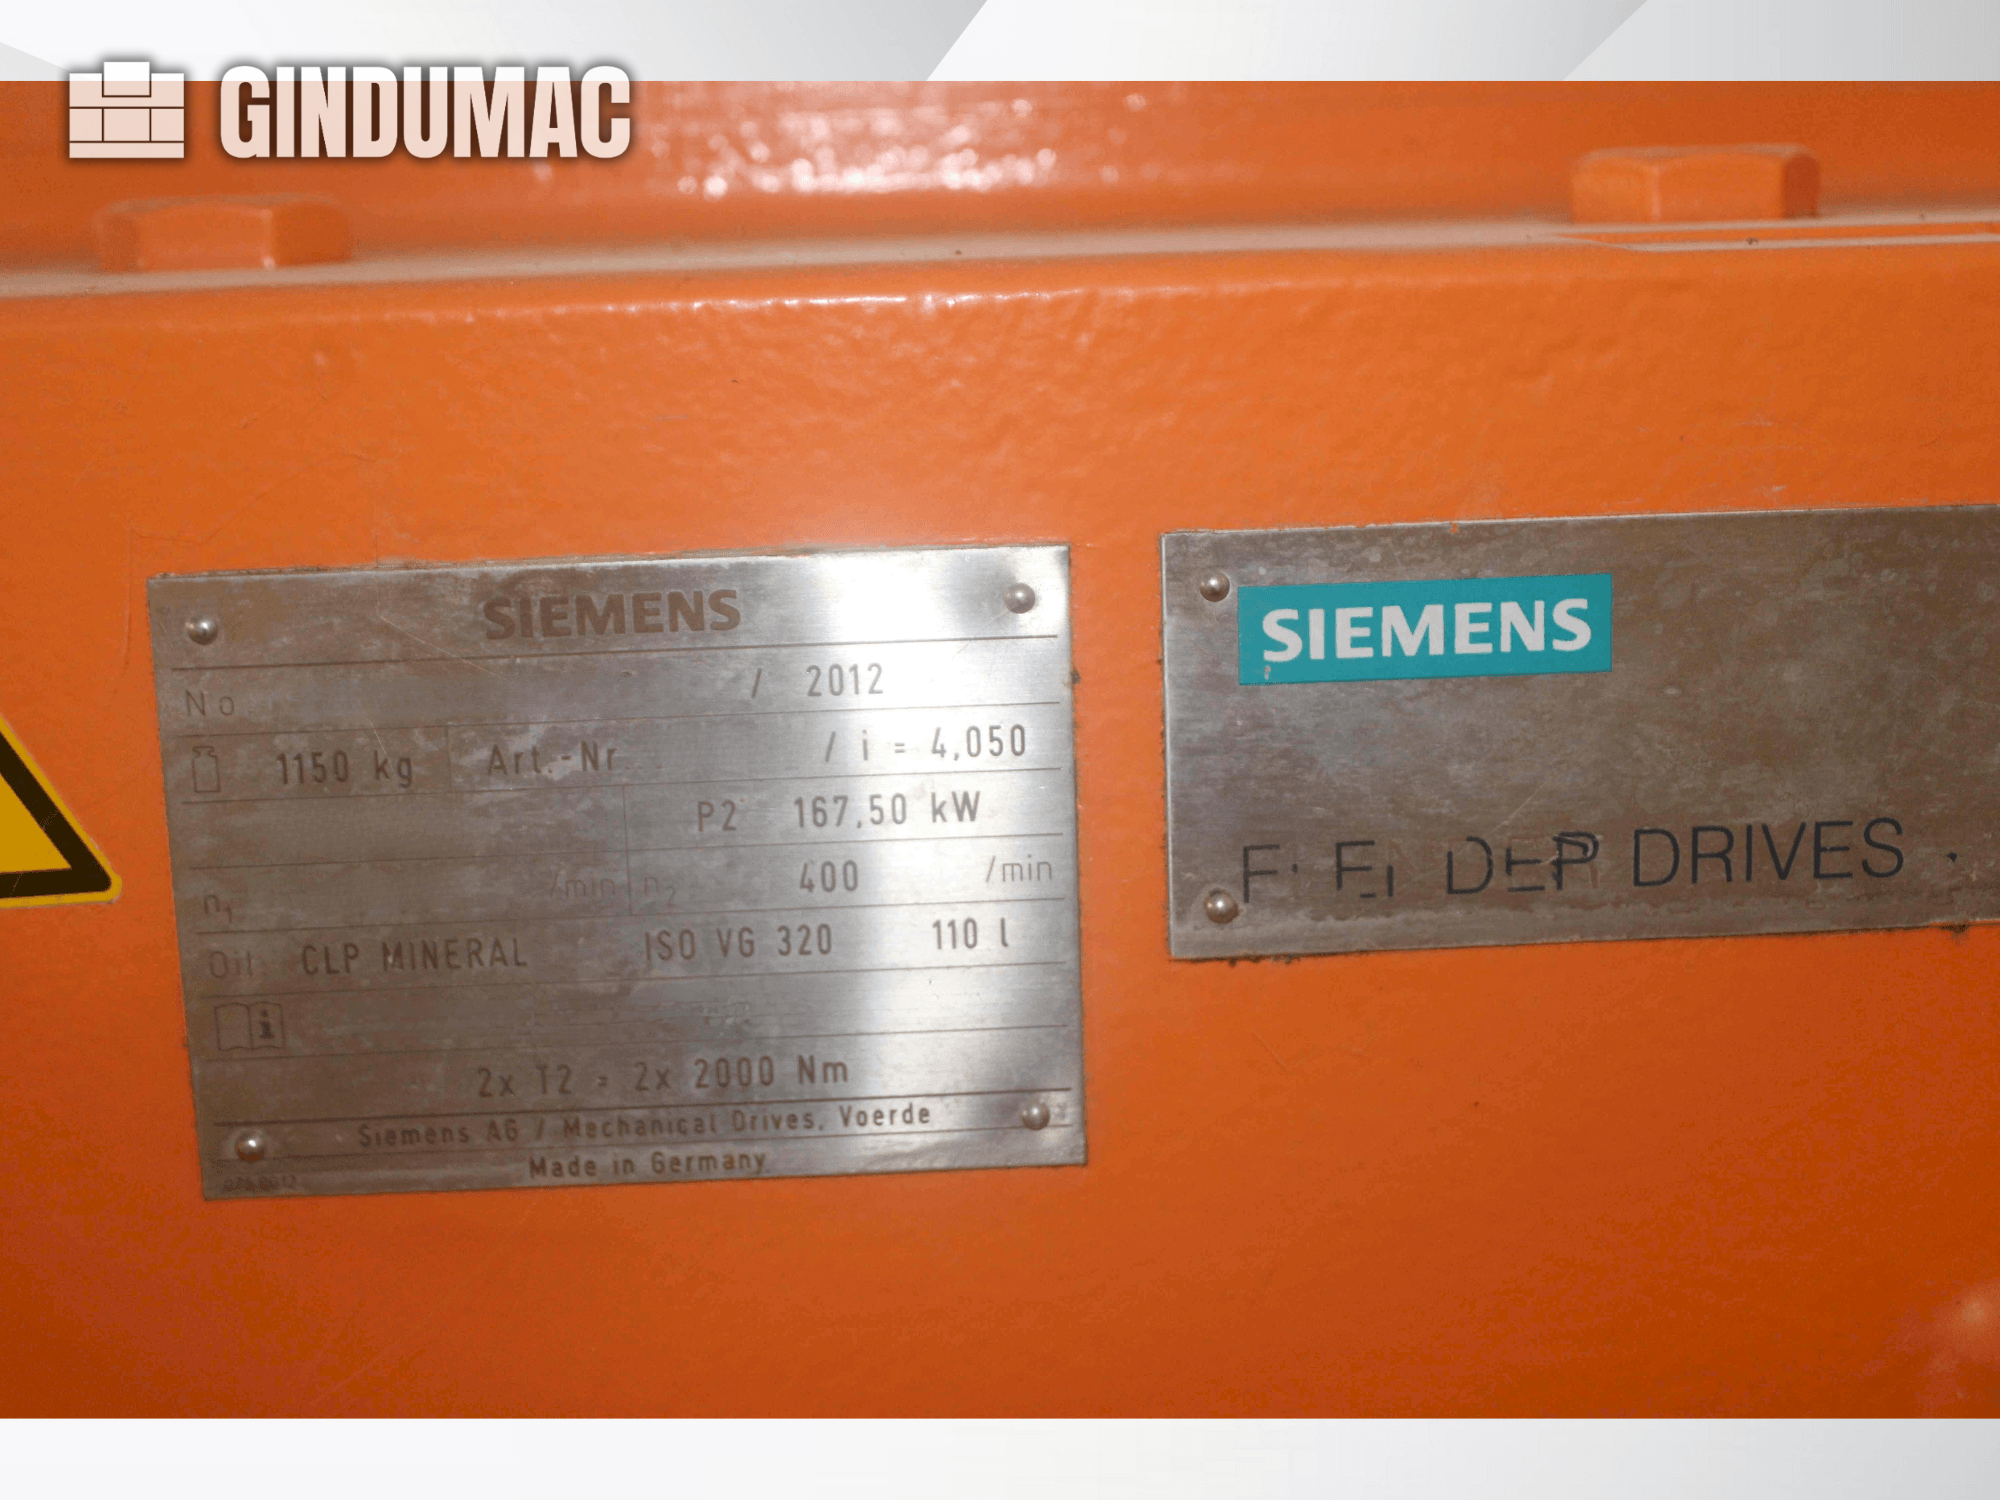 GINDUMAC
SIEMENS
No / 2012
1150 kg Art.-Nr / i = 4,050
P2 167,50 kW
n1 /min n2 400 /min
Oil CLP MINERAL ISO VG 320 110 l
2x T2 = 2x 2000 Nm
Siemens AG / Mechanical Drives, Voerde
Made in Germany
SIEMENS
DRIVES